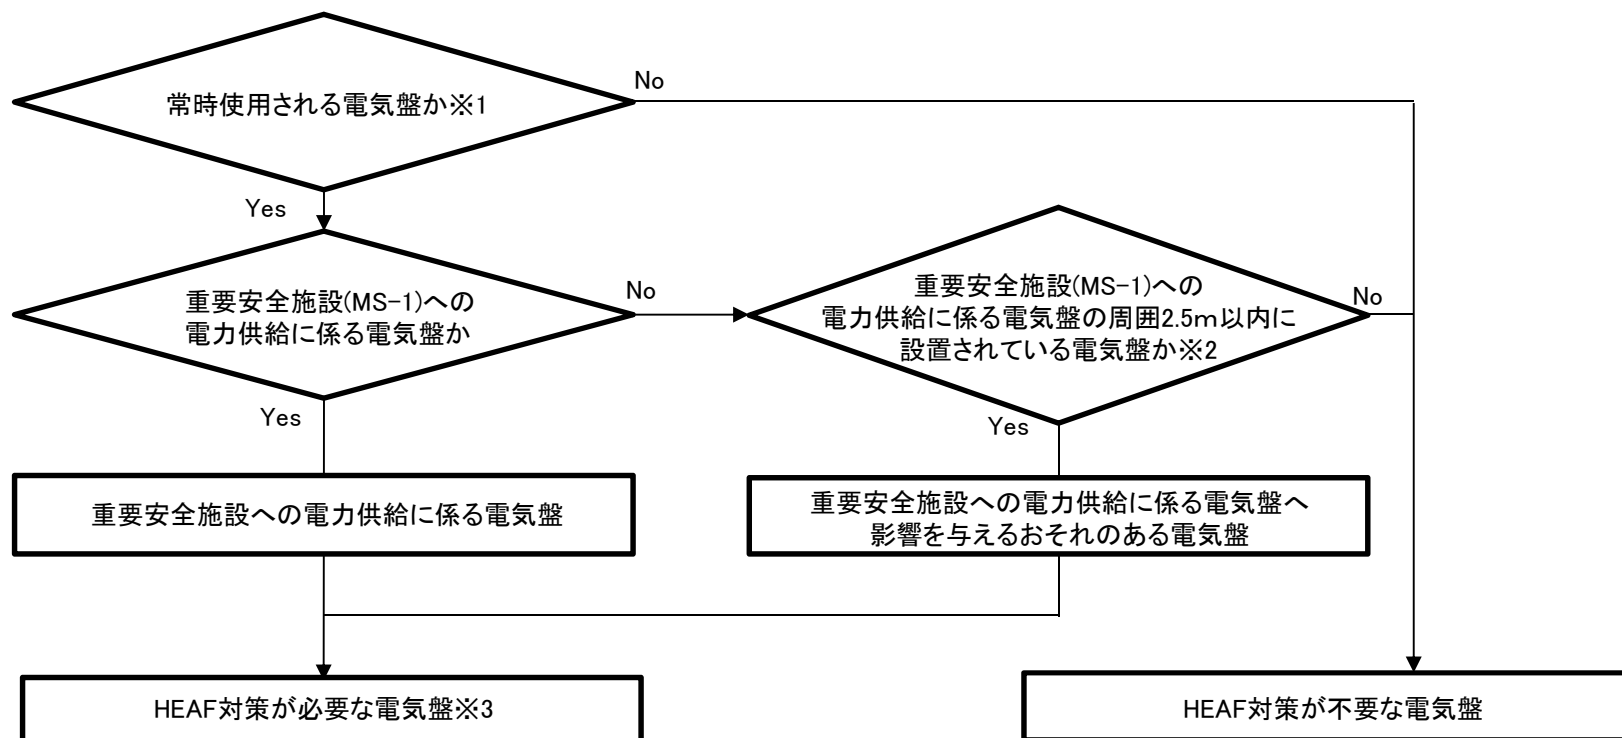 常時使用される電気盤か※1
No
Yes
重要安全施設(MS-1)への
電力供給に係る電気盤か
No
重要安全施設(MS-1)への
電力供給に係る電気盤の周囲2.5m以内に
設置されている電気盤か※2
No
Yes
Yes
重要安全施設への電力供給に係る電気盤
重要安全施設への電力供給に係る電気盤へ
影響を与えるおそれのある電気盤
HEAF対策が必要な電気盤※3
HEAF対策が不要な電気盤